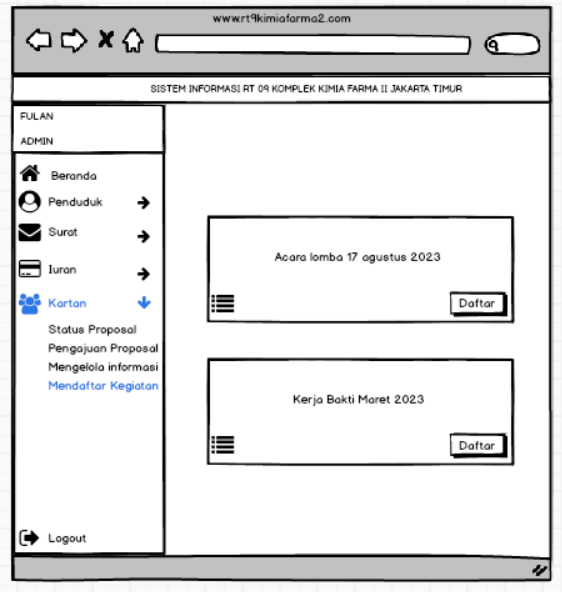 www.rt9kimiafarma2.com
SISTEM INFORMASI RT 09 KOMPLEK KIMIA FARMA II JAKARTA TIMUR
FULAN
ADMIN
Beranda
Penduduk
Surat
Iuran
Kartan
Status Proposal
Pengajuan Proposal
Mengelola informasi
Mendaftar Kegiatan
Logout
Acara lomba 17 agustus 2023
Daftar
Kerja Bakti Maret 2023
Daftar